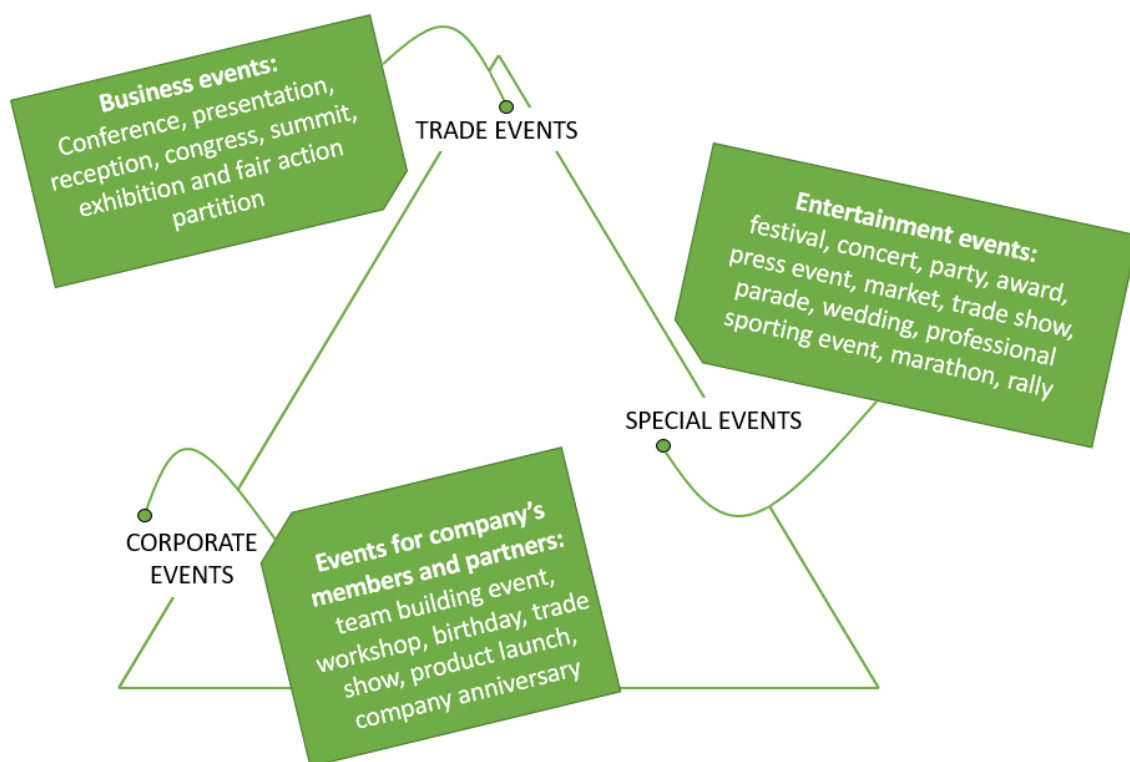 Business events:
Conference, presentation,
reception, congress, summit,
exhibition and fair action
partition
TRADE EVENTS
Entertainment events:
festival, concert, party, award,
press event, market, trade show,
parade, wedding, professional
sporting event, marathon, rally
SPECIAL EVENTS
CORPORATE
EVENTS
Events for company’s
members and partners:
team building event,
workshop, birthday, trade
show, product launch,
company anniversary